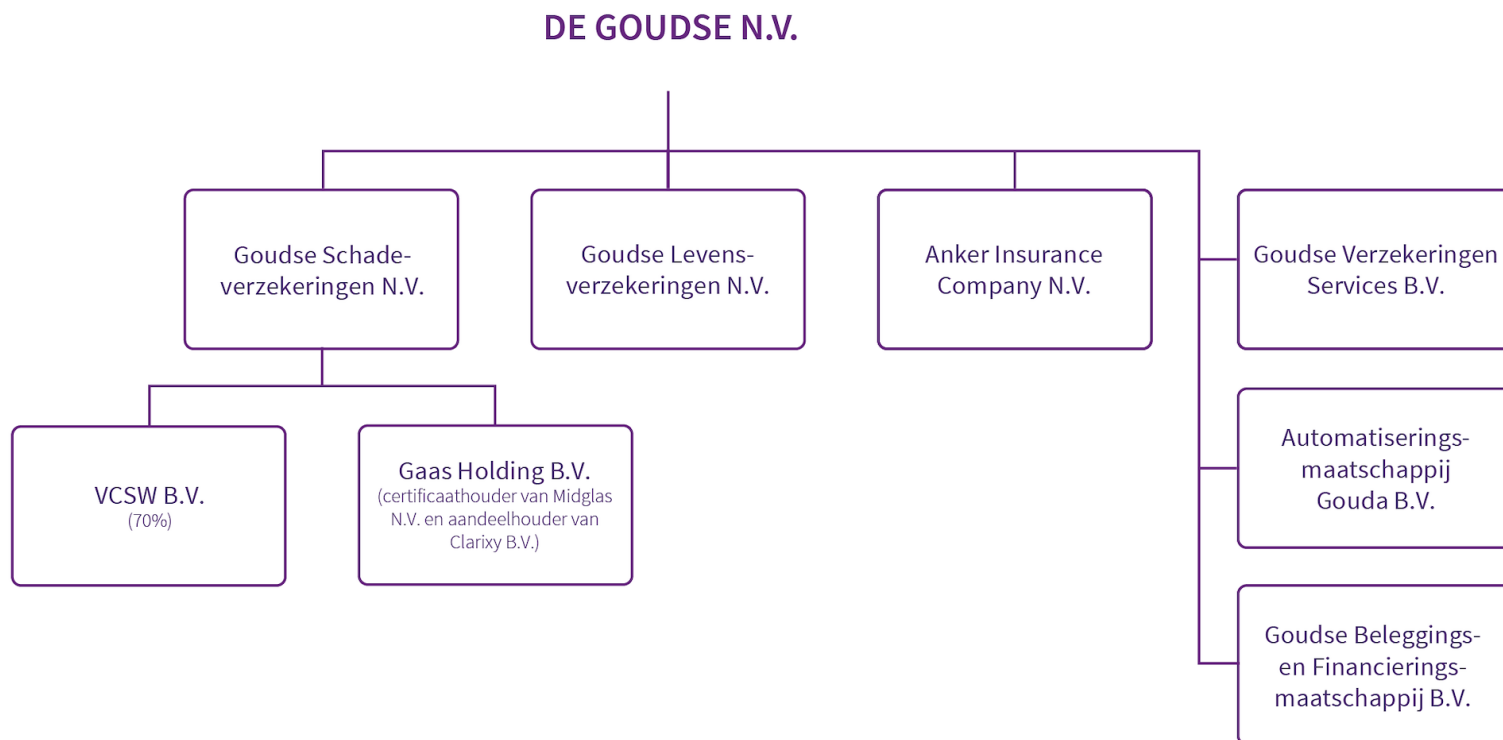 DE GOUDSE N.V.
Goudse Schade-
verzekeringen N.V.
Goudse Levens-
verzekeringen N.V.
Anker Insurance
Company N.V.
Goudse Verzekeringen
Services B.V.
VCSW B.V.
(70%)
Gaas Holding B.V.
(certificaathouder van Midglas
N.V. en aandeelhouder van
Clarixy B.V.)
Automatiserings-
maatschappij
Gouda B.V.
Goudse Beleggings-
en Financierings-
maatschappij B.V.